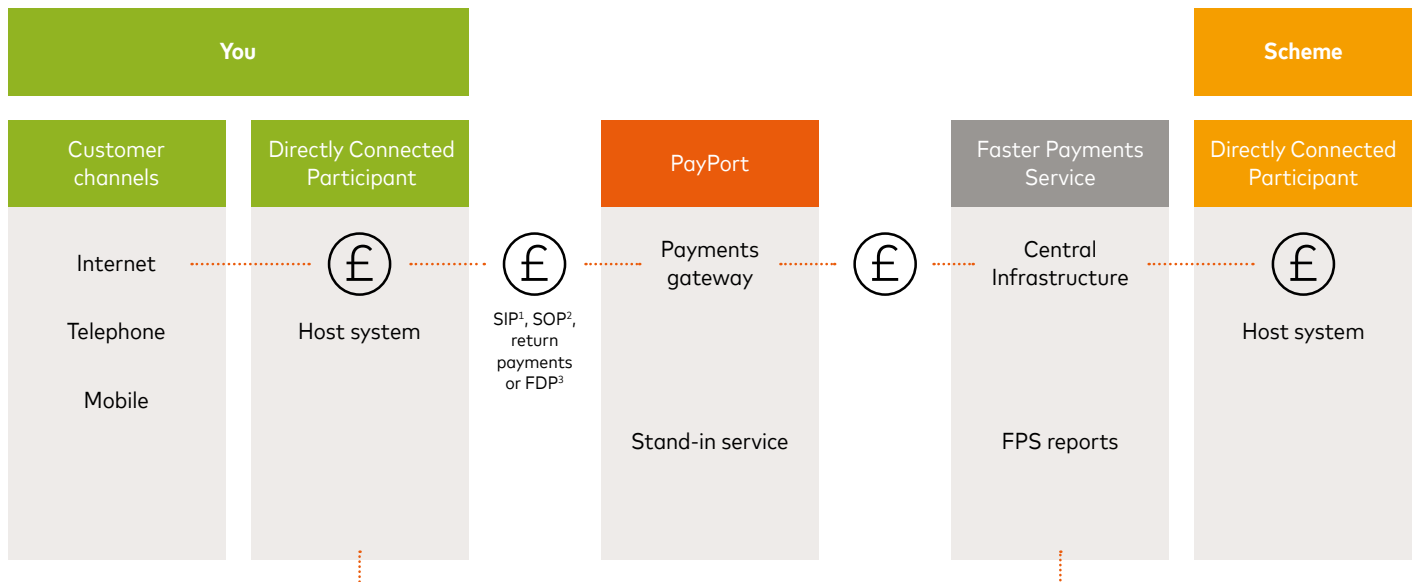 You
Scheme
Customer
channels
Directly Connected
Participant
PayPort
Faster Payments
Service
Directly Connected
Participant
Internet
Telephone
Mobile
£
Host system
£
SIP¹, SOP²,
return
payments
or FDP³
Payments
gateway
Stand-in service
£
Central
Infrastructure
FPS reports
£
Host system